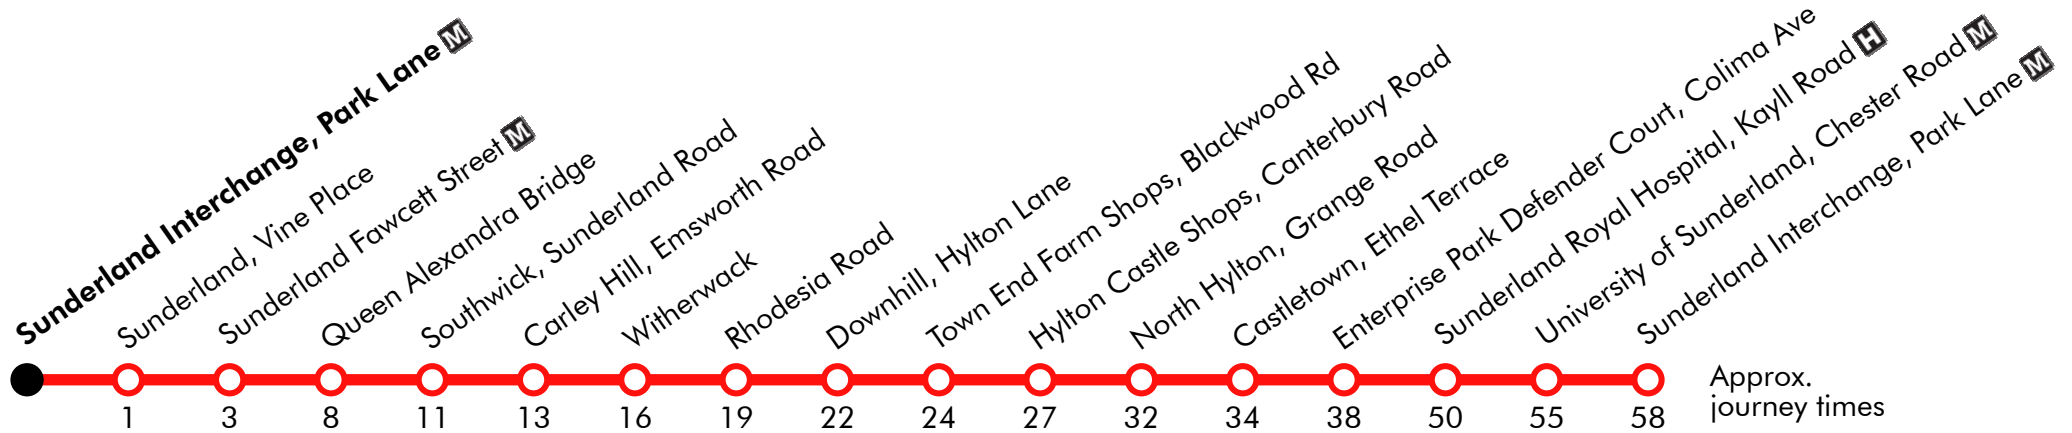 Sunderland Interchange, Park Lane M
Sunderland, Vine Place
Sunderland Fawcett Street M
Queen Alexandra Bridge
Southwick, Sunderland Road
Carley Hill, Emsworth Road
Witherwack
Rhodesia Road
Downhill, Hylton Lane
Town End Farm Shops, Blackwood Rd
Hylton Castle Shops, Canterbury Road
North Hylton, Grange Road
Castletown, Ethel Terrace
Enterprise Park Defender Court, Colima Ave
Sunderland Royal Hospital, Kayll Road H
University of Sunderland, Chester Road M
Sunderland Interchange, Park Lane M
1 3 8 11 13 16 19 22 24 27 32 34 38 50 55 58
Approx.
journey times